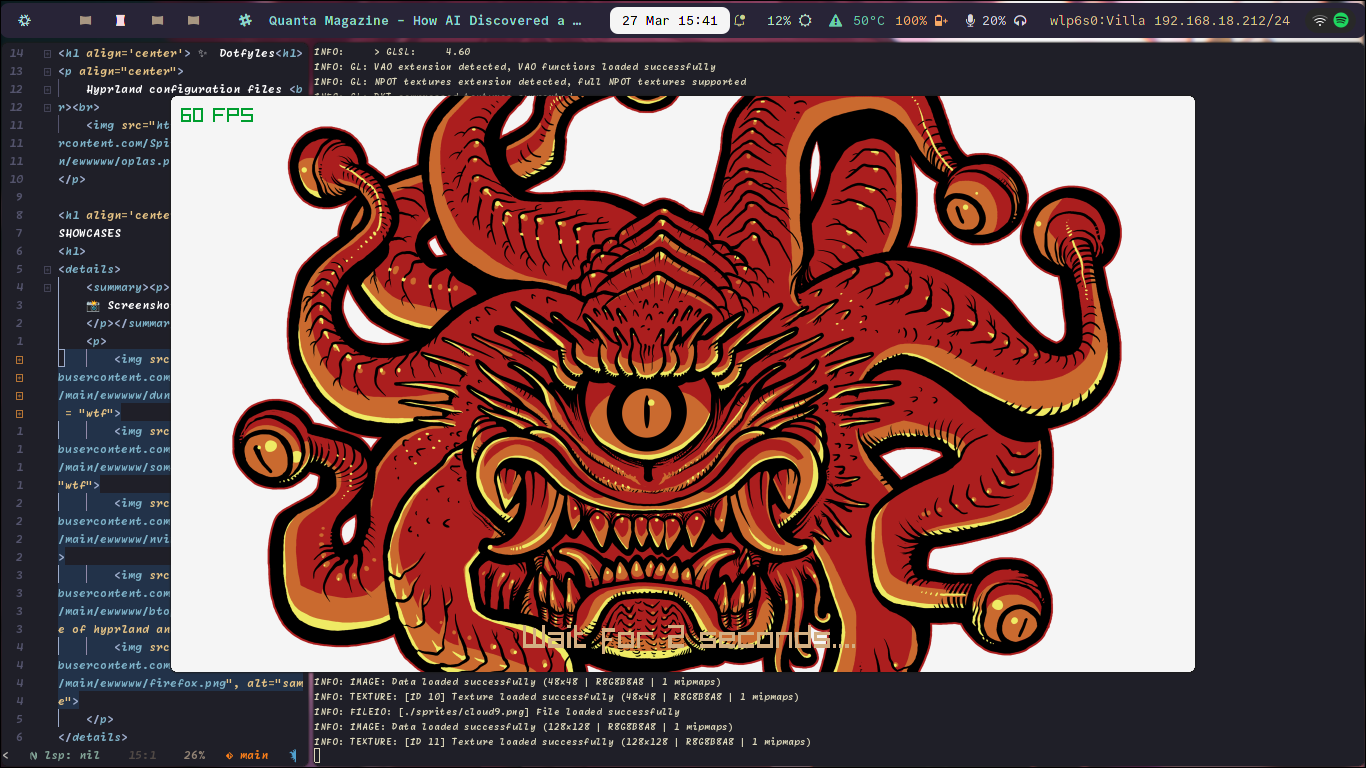 Quanta Magazine - How AI Discovered a …
27 Mar 15:41
12%
50°C
100%
20%
wlp6s0:Villa 192.168.18.212/24
14 <hl align='center'> ✨ Dotfyles<hl>
13 <p align="center">
12 Hyprland configuration files <b
12 r><br>
11 <img src="ht
11 rcontent.com/Spi
11 n/ewwwww/oplas.p
10 </p>
9
8 <hl align='cente
7 SHOWCASES
6 <hl>
5 <details>
4 <summary><p>
3 📸 Screensho
2 </p></summar
1 <p>
<img src
busercontent.com
/main/ewwwww/dun
= "wtf">
1 <img src
1 busercontent.com
1 /main/ewwwww/som
1 "wtf">
2 <img src
2 busercontent.com
2 /main/ewwwww/nvi
2 >
3 <img src
3 busercontent.com
3 /main/ewwwww/bto
3 e of hyprland an
4 <img src
4 busercontent.com
4 /main/ewwwww/firefox.png", alt="sam
4 e">
5 </p>
6 </details>
< N lsp: nil 15:1 26% main
INFO: > GLSL: 4.60
INFO: GL: VAO extension detected, VAO functions loaded successfully
INFO: GL: NPOT textures extension detected, full NPOT textures supported
60 FPS
Wait for 2 seconds....
INFO: IMAGE: Data loaded successfully (48x48 | R8G8B8A8 | 1 mipmaps)
INFO: TEXTURE: [ID 10] Texture loaded successfully (48x48 | R8G8B8A8 | 1 mipmaps)
INFO: FILEIO: [./sprites/cloud9.png] File loaded successfully
INFO: IMAGE: Data loaded successfully (128x128 | R8G8B8A8 | 1 mipmaps)
INFO: TEXTURE: [ID 11] Texture loaded successfully (128x128 | R8G8B8A8 | 1 mipmaps)